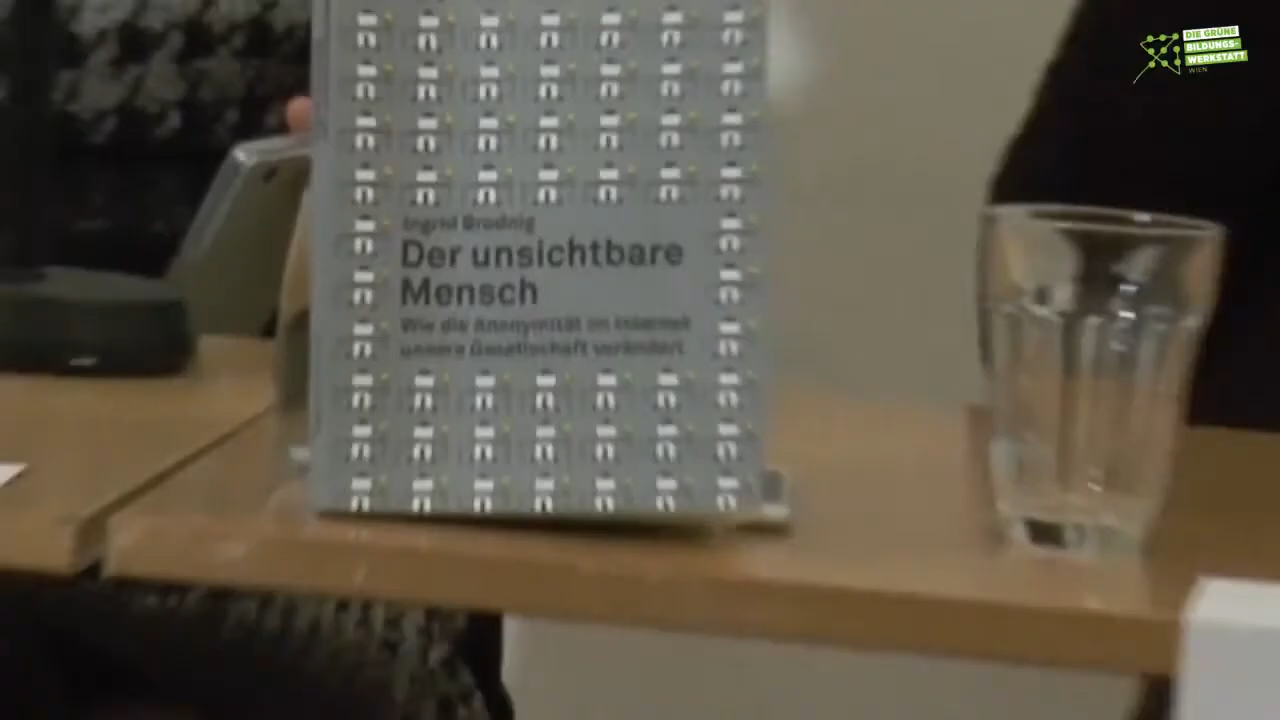 DIE GRÜNE
BILDUNGS-
WERKSTATT
WIEN
Ingrid Brodnig
Der unsichtbare
Mensch
Wie die Anonymität im Internet
unsere Gesellschaft verändert